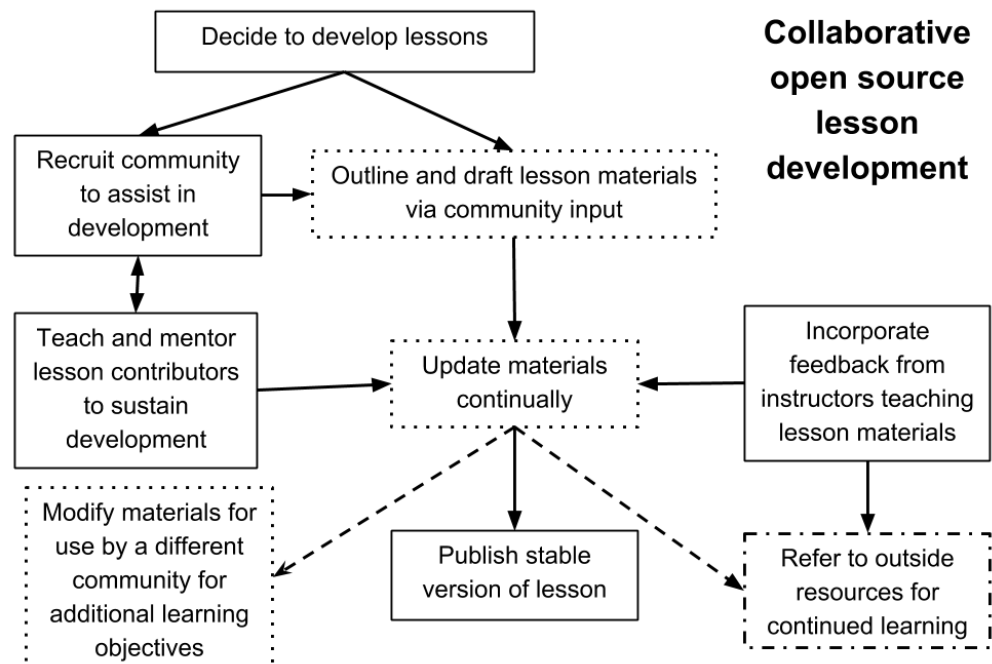 Collaborative
open source
lesson
development
Decide to develop lessons
Recruit community
to assist in
development
Outline and draft lesson materials
via community input
Teach and mentor
lesson contributors
to sustain
development
Update materials
continually
Incorporate
feedback from
instructors teaching
lesson materials
Modify materials for
use by a different
community for
additional learning
objectives
Publish stable
version of lesson
Refer to outside
resources for
continued learning